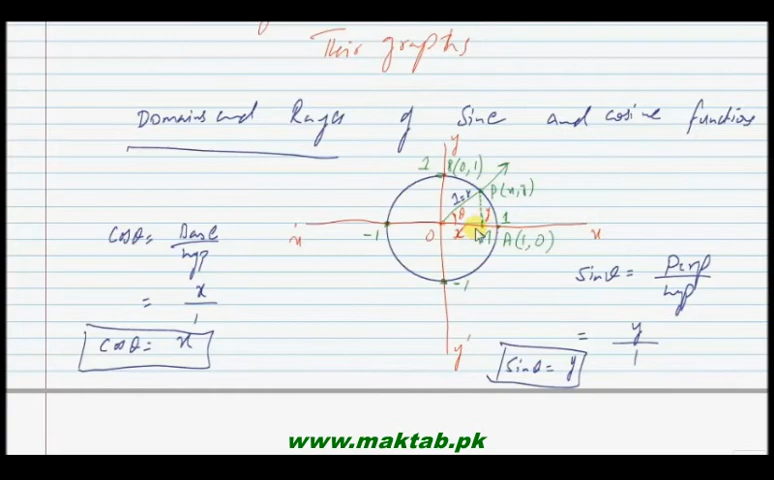 Their graphs
Domains and Ranges of Sine and cosine functions
y
1 B(0,1)
P(x,y)
1=r
θ
y
x' -1 0 x 1 x
A(1,0)
-1
y'
Cosθ = Base
hyp
= x
1
Cosθ = x
Sinθ = Perp
hyp
= y
1
Sinθ = y
www.maktab.pk